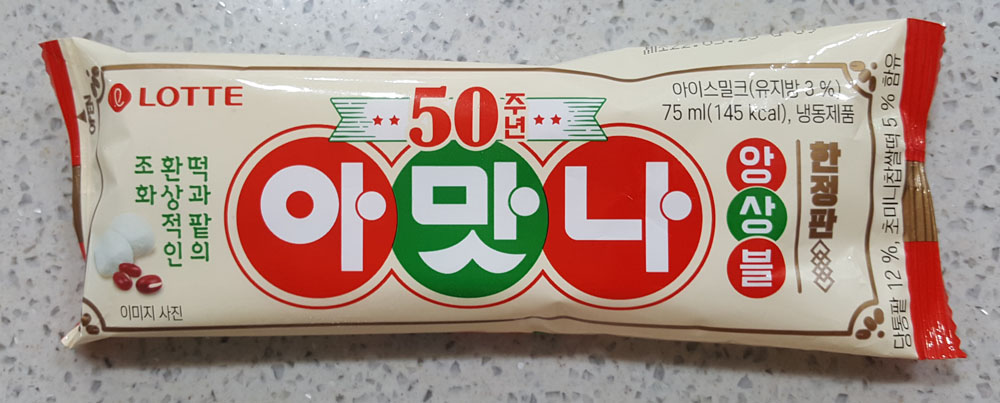 LOTTE
50주년
아이스밀크(유지방 3 %)
75 ml(145 kcal), 냉동제품
떡과 팥의
환상적인
조화
아맛나
앙상블
한정판
이미지 사진
당통팥 12 %, 초미니찹쌀떡 5 % 함유